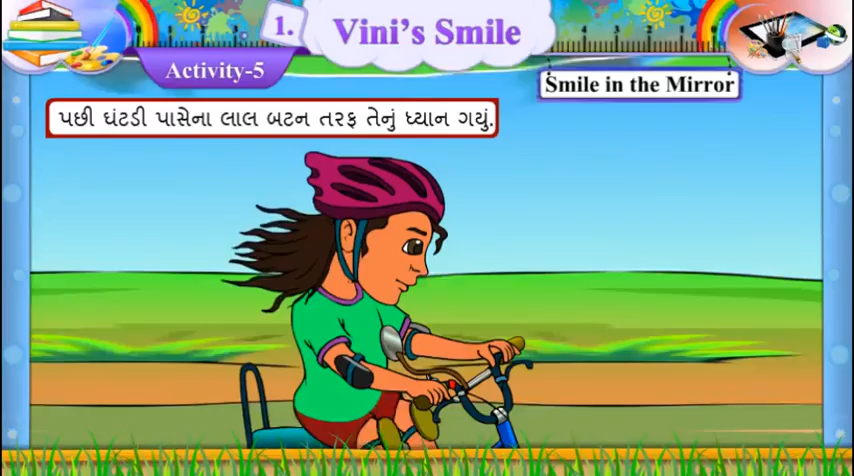 1.
Vini's Smile
Activity-5
Smile in the Mirror
પછી ઘંટડી પાસેના લાલ બટન તરફ તેનું ધ્યાન ગયું.